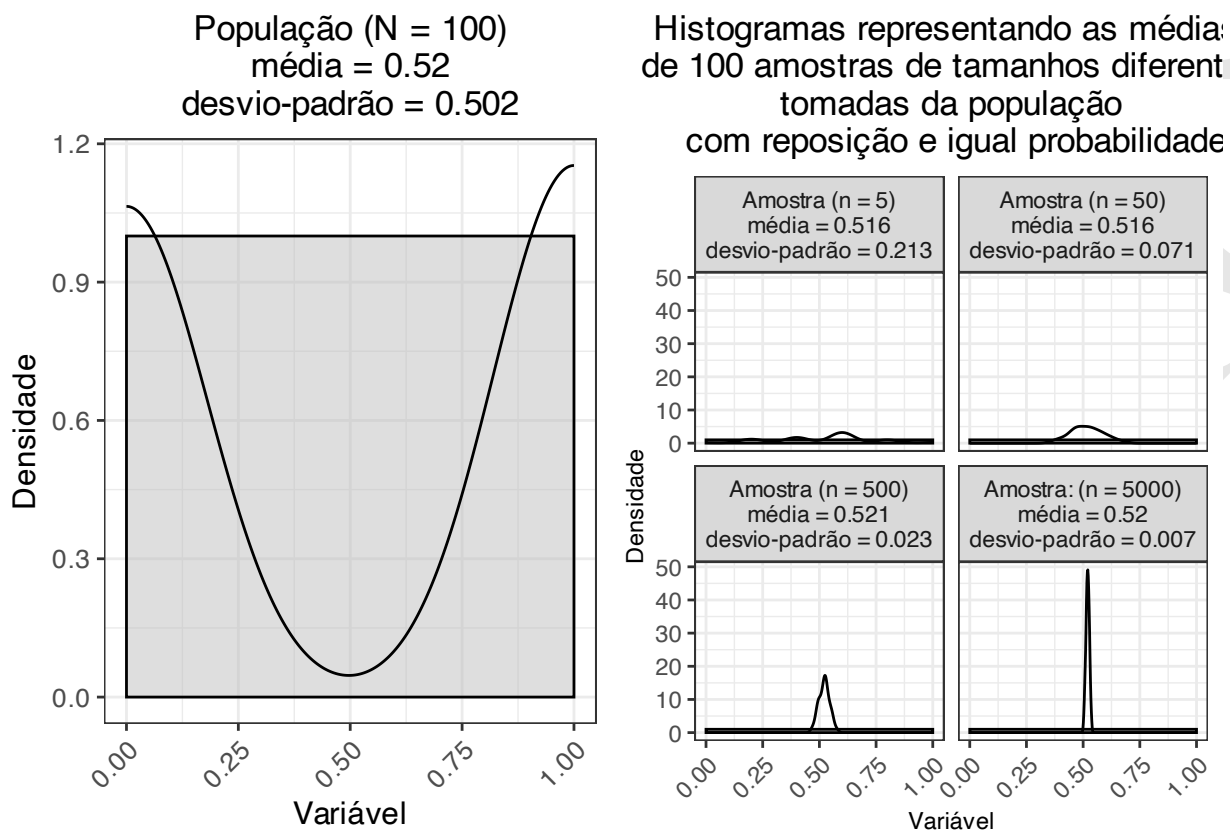 População (N = 100)
média = 0.52
desvio-padrão = 0.502
1.2
0.9
0.6
0.3
0.0
Densidade
0.00
0.25
0.50
0.75
1.00
Variável
Histogramas representando as médias
de 100 amostras de tamanhos diferent
tomadas da população
com reposição e igual probabilidade
Amostra (n = 5)
média = 0.516
desvio-padrão = 0.213
Amostra (n = 50)
média = 0.516
desvio-padrão = 0.071
50
40
30
20
10
0
Amostra (n = 500)
média = 0.521
desvio-padrão = 0.023
Amostra: (n = 5000)
média = 0.52
desvio-padrão = 0.007
50
40
30
20
10
0
Densidade
0.00
0.25
0.50
0.75
1.00
0.00
0.25
0.50
0.75
1.00
Variável